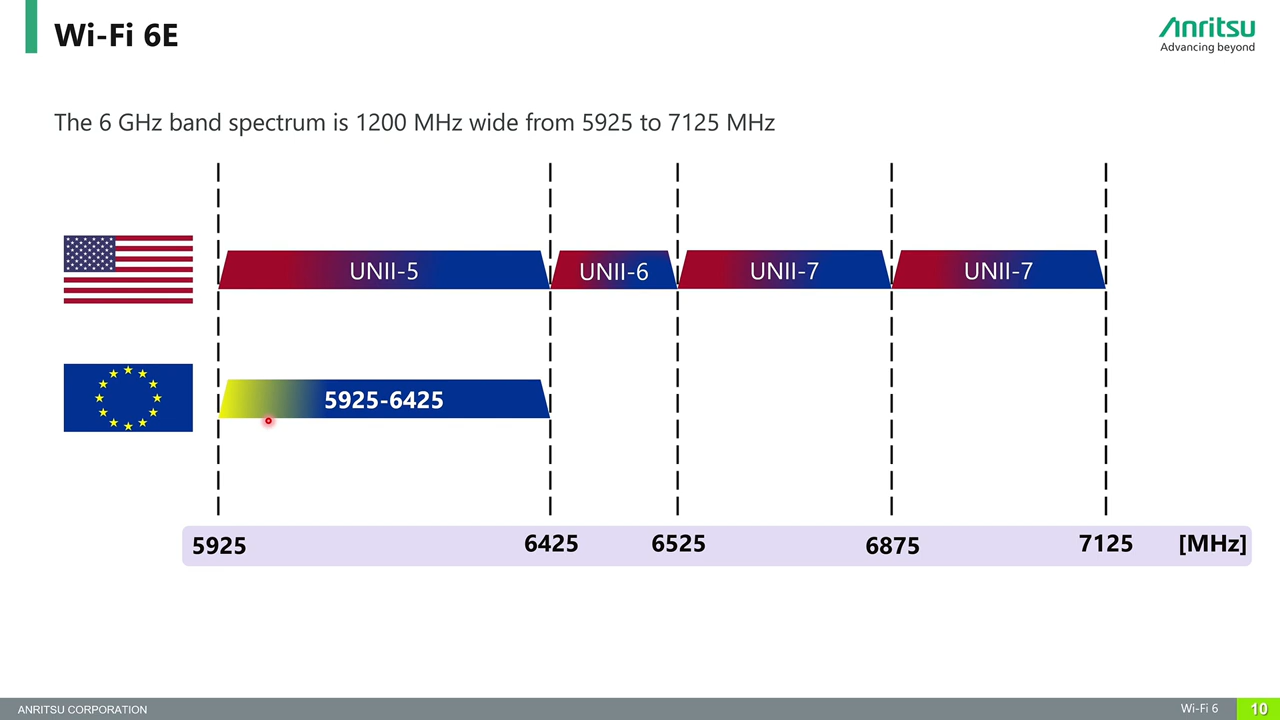 Wi-Fi 6E
Anritsu
Advancing beyond
The 6 GHz band spectrum is 1200 MHz wide from 5925 to 7125 MHz
UNII-5 UNII-6 UNII-7 UNII-7
5925-6425
5925 6425 6525 6875 7125 [MHz]
ANRITSU CORPORATION Wi-Fi 6 10